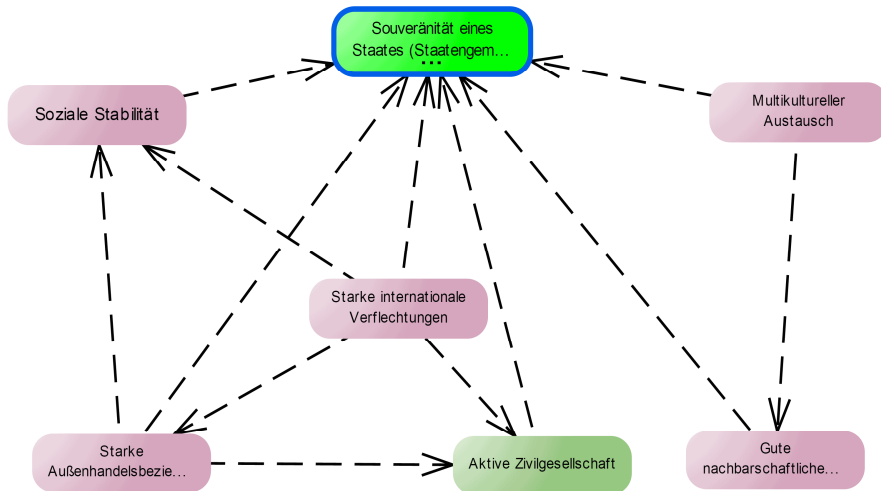 Souveränität eines
Staates (Staatengem...
...
Soziale Stabilität
Multikultureller
Austausch
Starke internationale
Verflechtungen
Starke
Außenhandelsbezie...
Aktive Zivilgesellschaft
Gute
nachbarschaftliche...